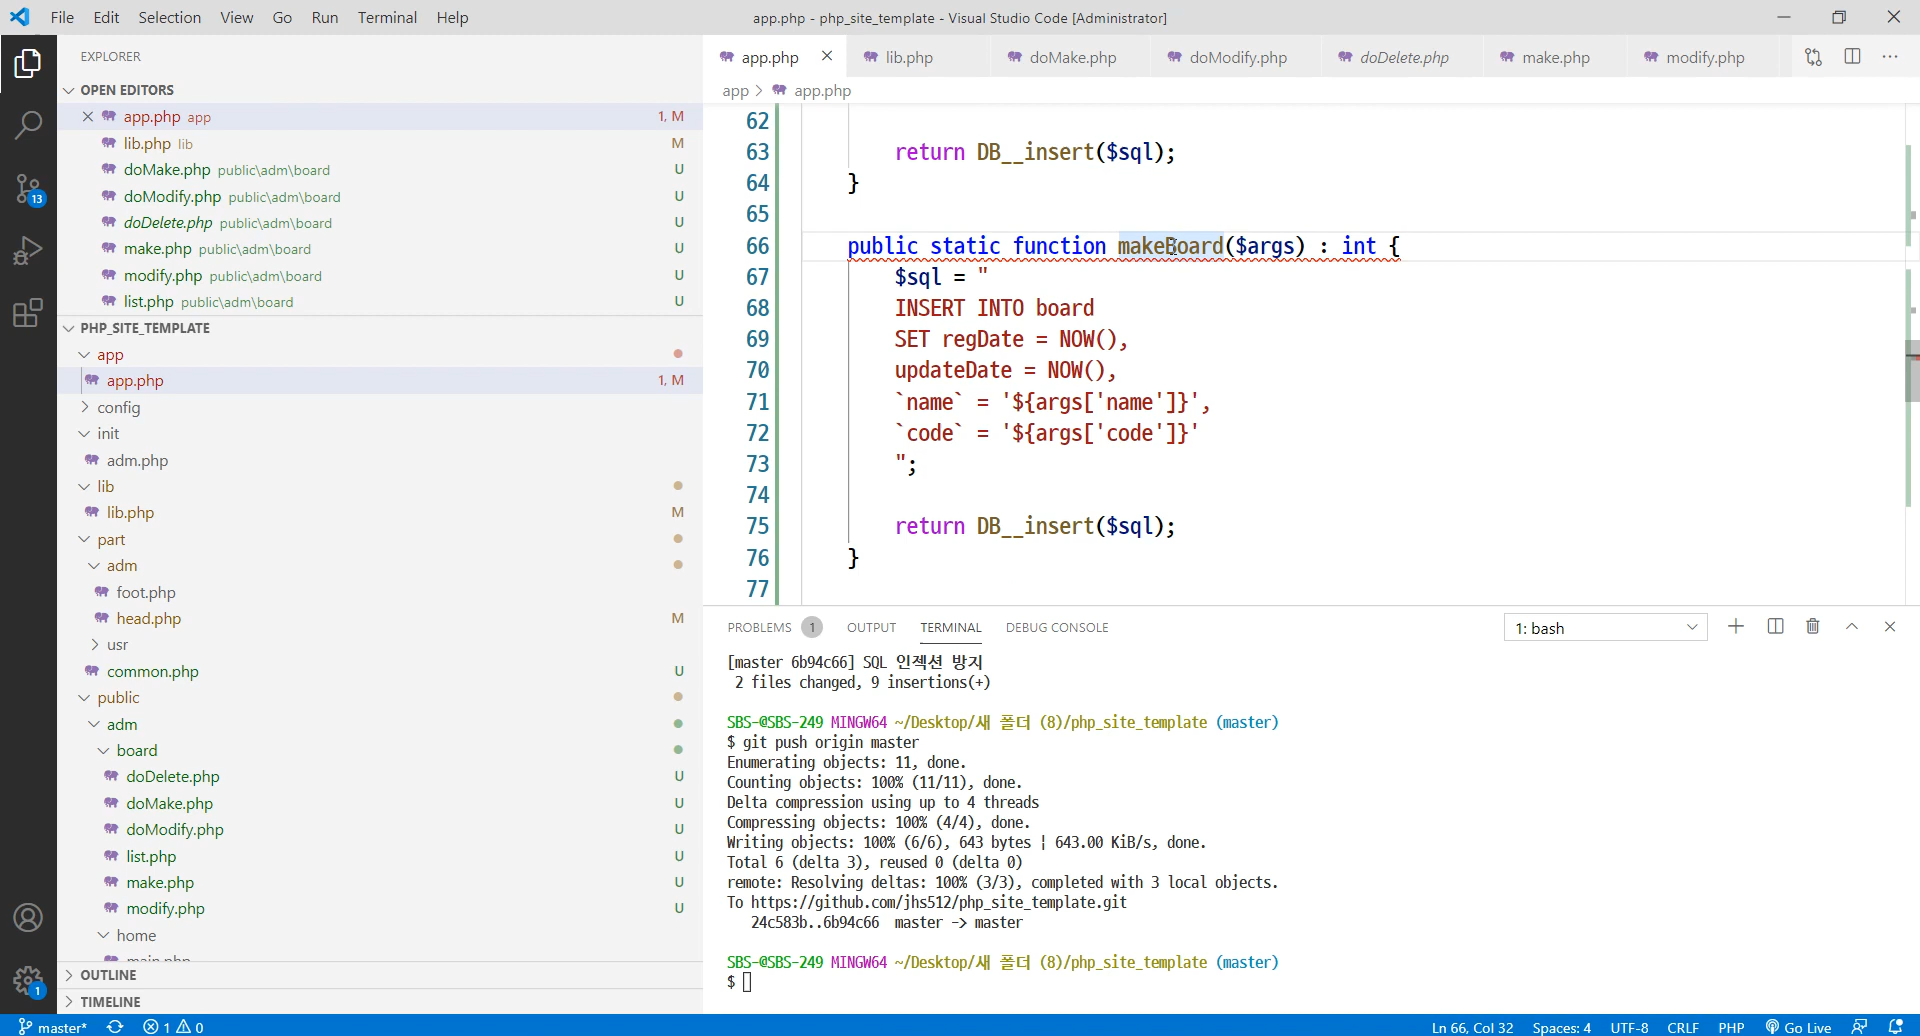 File Edit Selection View Go Run Terminal Help
app.php - php_site_template - Visual Studio Code [Administrator]
EXPLORER
OPEN EDITORS
app.php app 1, M
lib.php lib M
doMake.php public\adm\board U
doModify.php public\adm\board U
doDelete.php public\adm\board U
make.php public\adm\board U
modify.php public\adm\board U
list.php public\adm\board U
PHP_SITE_TEMPLATE
app
app.php 1, M
config
init
adm.php
lib
lib.php M
part
adm
foot.php
head.php M
usr
common.php U
public
adm
board
doDelete.php U
doMake.php U
doModify.php U
list.php U
make.php U
modify.php U
home
main.php
OUTLINE
TIMELINE
13
1
app.php lib.php doMake.php doModify.php doDelete.php make.php modify.php
app > app.php
62
63 return DB__insert($sql);
64 }
65
66 public static function makeBoard($args) : int {
67 $sql = "
68 INSERT INTO board
69 SET regDate = NOW(),
70 updateDate = NOW(),
71 `name` = '${args['name']}',
72 `code` = '${args['code']}'
73 ";
74
75 return DB__insert($sql);
76 }
77
PROBLEMS 1 OUTPUT TERMINAL DEBUG CONSOLE 1: bash
[master 6b94c66] SQL 인젝션 방지
2 files changed, 9 insertions(+)
SBS-@SBS-249 MINGW64 ~/Desktop/새 폴더 (8)/php_site_template (master)
$ git push origin master
Enumerating objects: 11, done.
Counting objects: 100% (11/11), done.
Delta compression using up to 4 threads
Compressing objects: 100% (4/4), done.
Writing objects: 100% (6/6), 643 bytes ¦ 643.00 KiB/s, done.
Total 6 (delta 3), reused 0 (delta 0)
remote: Resolving deltas: 100% (3/3), completed with 3 local objects.
To https://github.com/jhs512/php_site_template.git
24c583b..6b94c66 master -> master
SBS-@SBS-249 MINGW64 ~/Desktop/새 폴더 (8)/php_site_template (master)
$
master* 1 0 Ln 66, Col 32 Spaces: 4 UTF-8 CRLF PHP Go Live